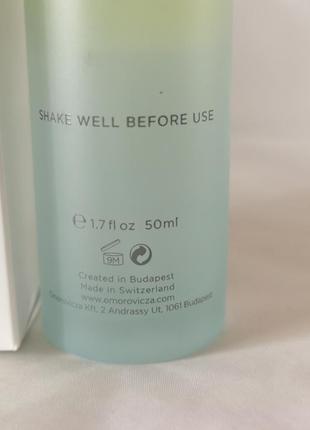 SHAKE WELL BEFORE USE
℮ 1.7 fl oz 50ml
9M
Created in Budapest
Made in Switzerland
www.omorovicza.com
Omorovicza Kft, 2 Andrassy Ut, 1061 Budapest